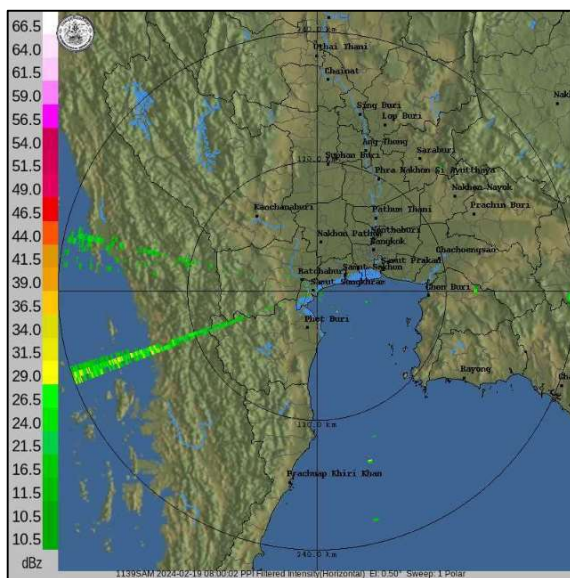 66.5
64.0
61.5
59.0
56.5
54.0
51.5
49.0
46.5
44.0
41.5
39.0
36.5
34.0
31.5
29.0
26.5
24.0
21.5
16.5
11.5
10.5
dBz
Uthai Thani
Chainat
Sing Buri
Lop Buri
Nak
Ang Thong
Saraburi
Suphan Buri
Phra Nakhon Si Ayutthaya
Nakhon Nayok
Prachin Buri
Kanchanaburi
Pathum Thani
Nonthaburi
Nakhon Pathom
Bangkok
Chachoengsao
Samut Prakan
Ratchaburi
Samut Sakhon
Samut Songkhram
Chon Buri
Phet Buri
Rayong
Cha
Prachuap Khiri Khan
240.0 km
1139SAM 2024-02-19 08:00:02 PPI Filtered Intensity(Horizontal) El: 0.50° Sweep: 1 Polar